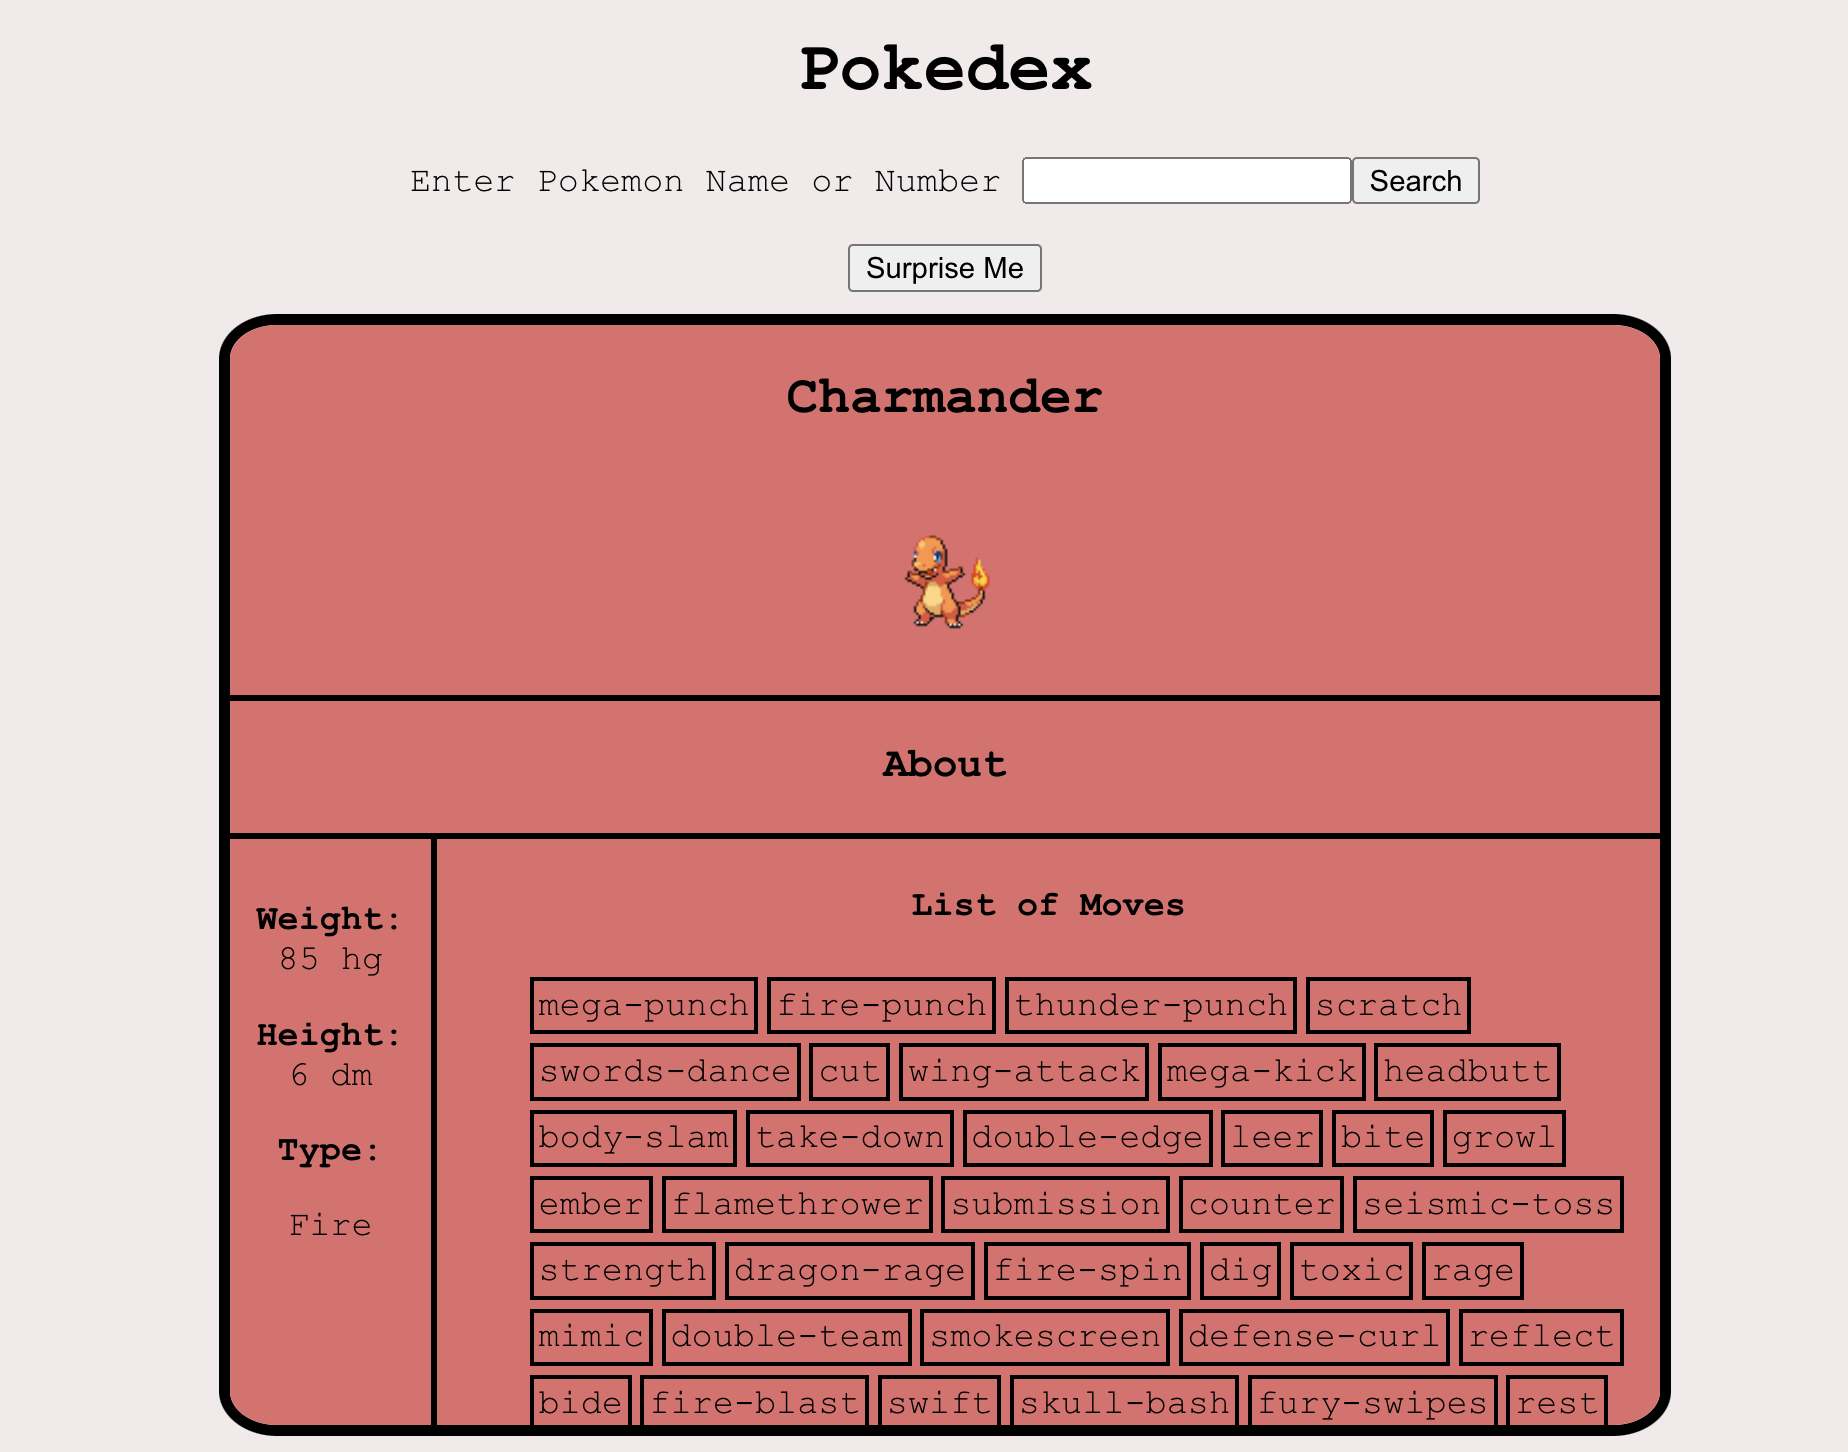 Pokedex
Enter Pokemon Name or Number Search
Surprise Me
Charmander
About
Weight:
85 hg
Height:
6 dm
Type:
Fire
List of Moves
mega-punch fire-punch thunder-punch scratch
swords-dance cut wing-attack mega-kick headbutt
body-slam take-down double-edge leer bite growl
ember flamethrower submission counter seismic-toss
strength dragon-rage fire-spin dig toxic rage
mimic double-team smokescreen defense-curl reflect
bide fire-blast swift skull-bash fury-swipes rest